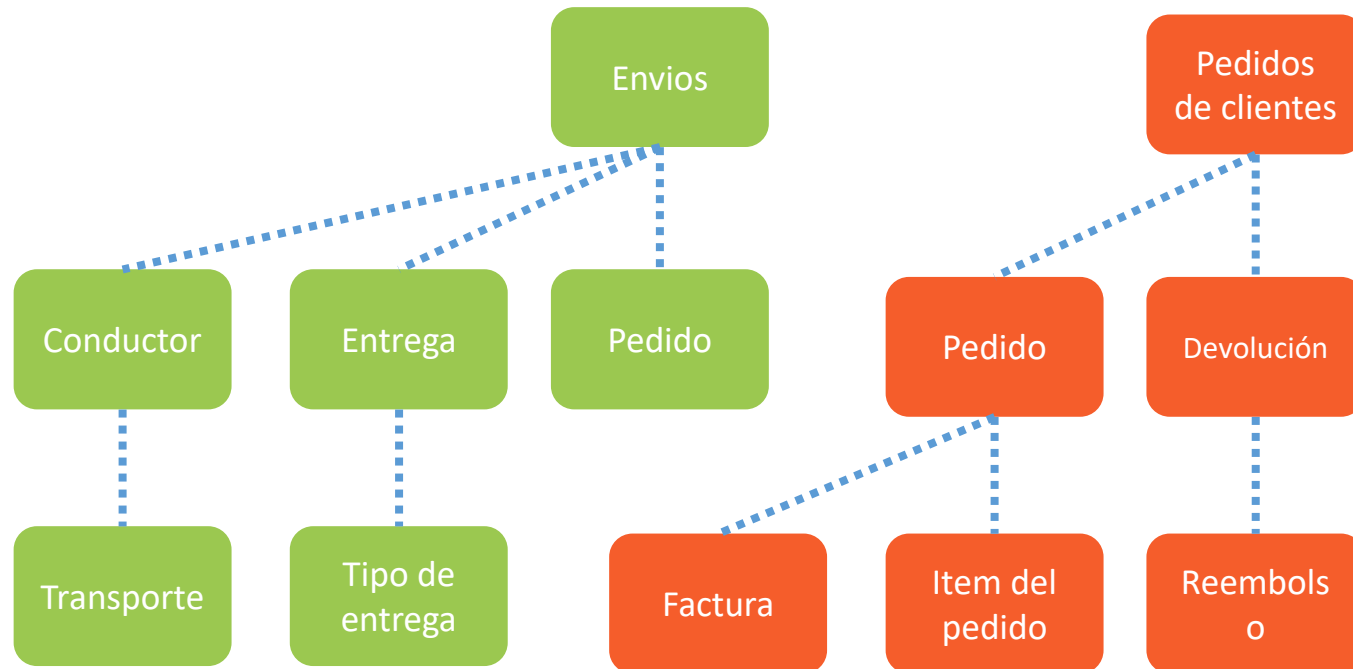 Envios
Pedidos
de clientes
Conductor
Entrega
Pedido
Pedido
Devolución
Transporte
Tipo de
entrega
Factura
Item del
pedido
Reembols
o